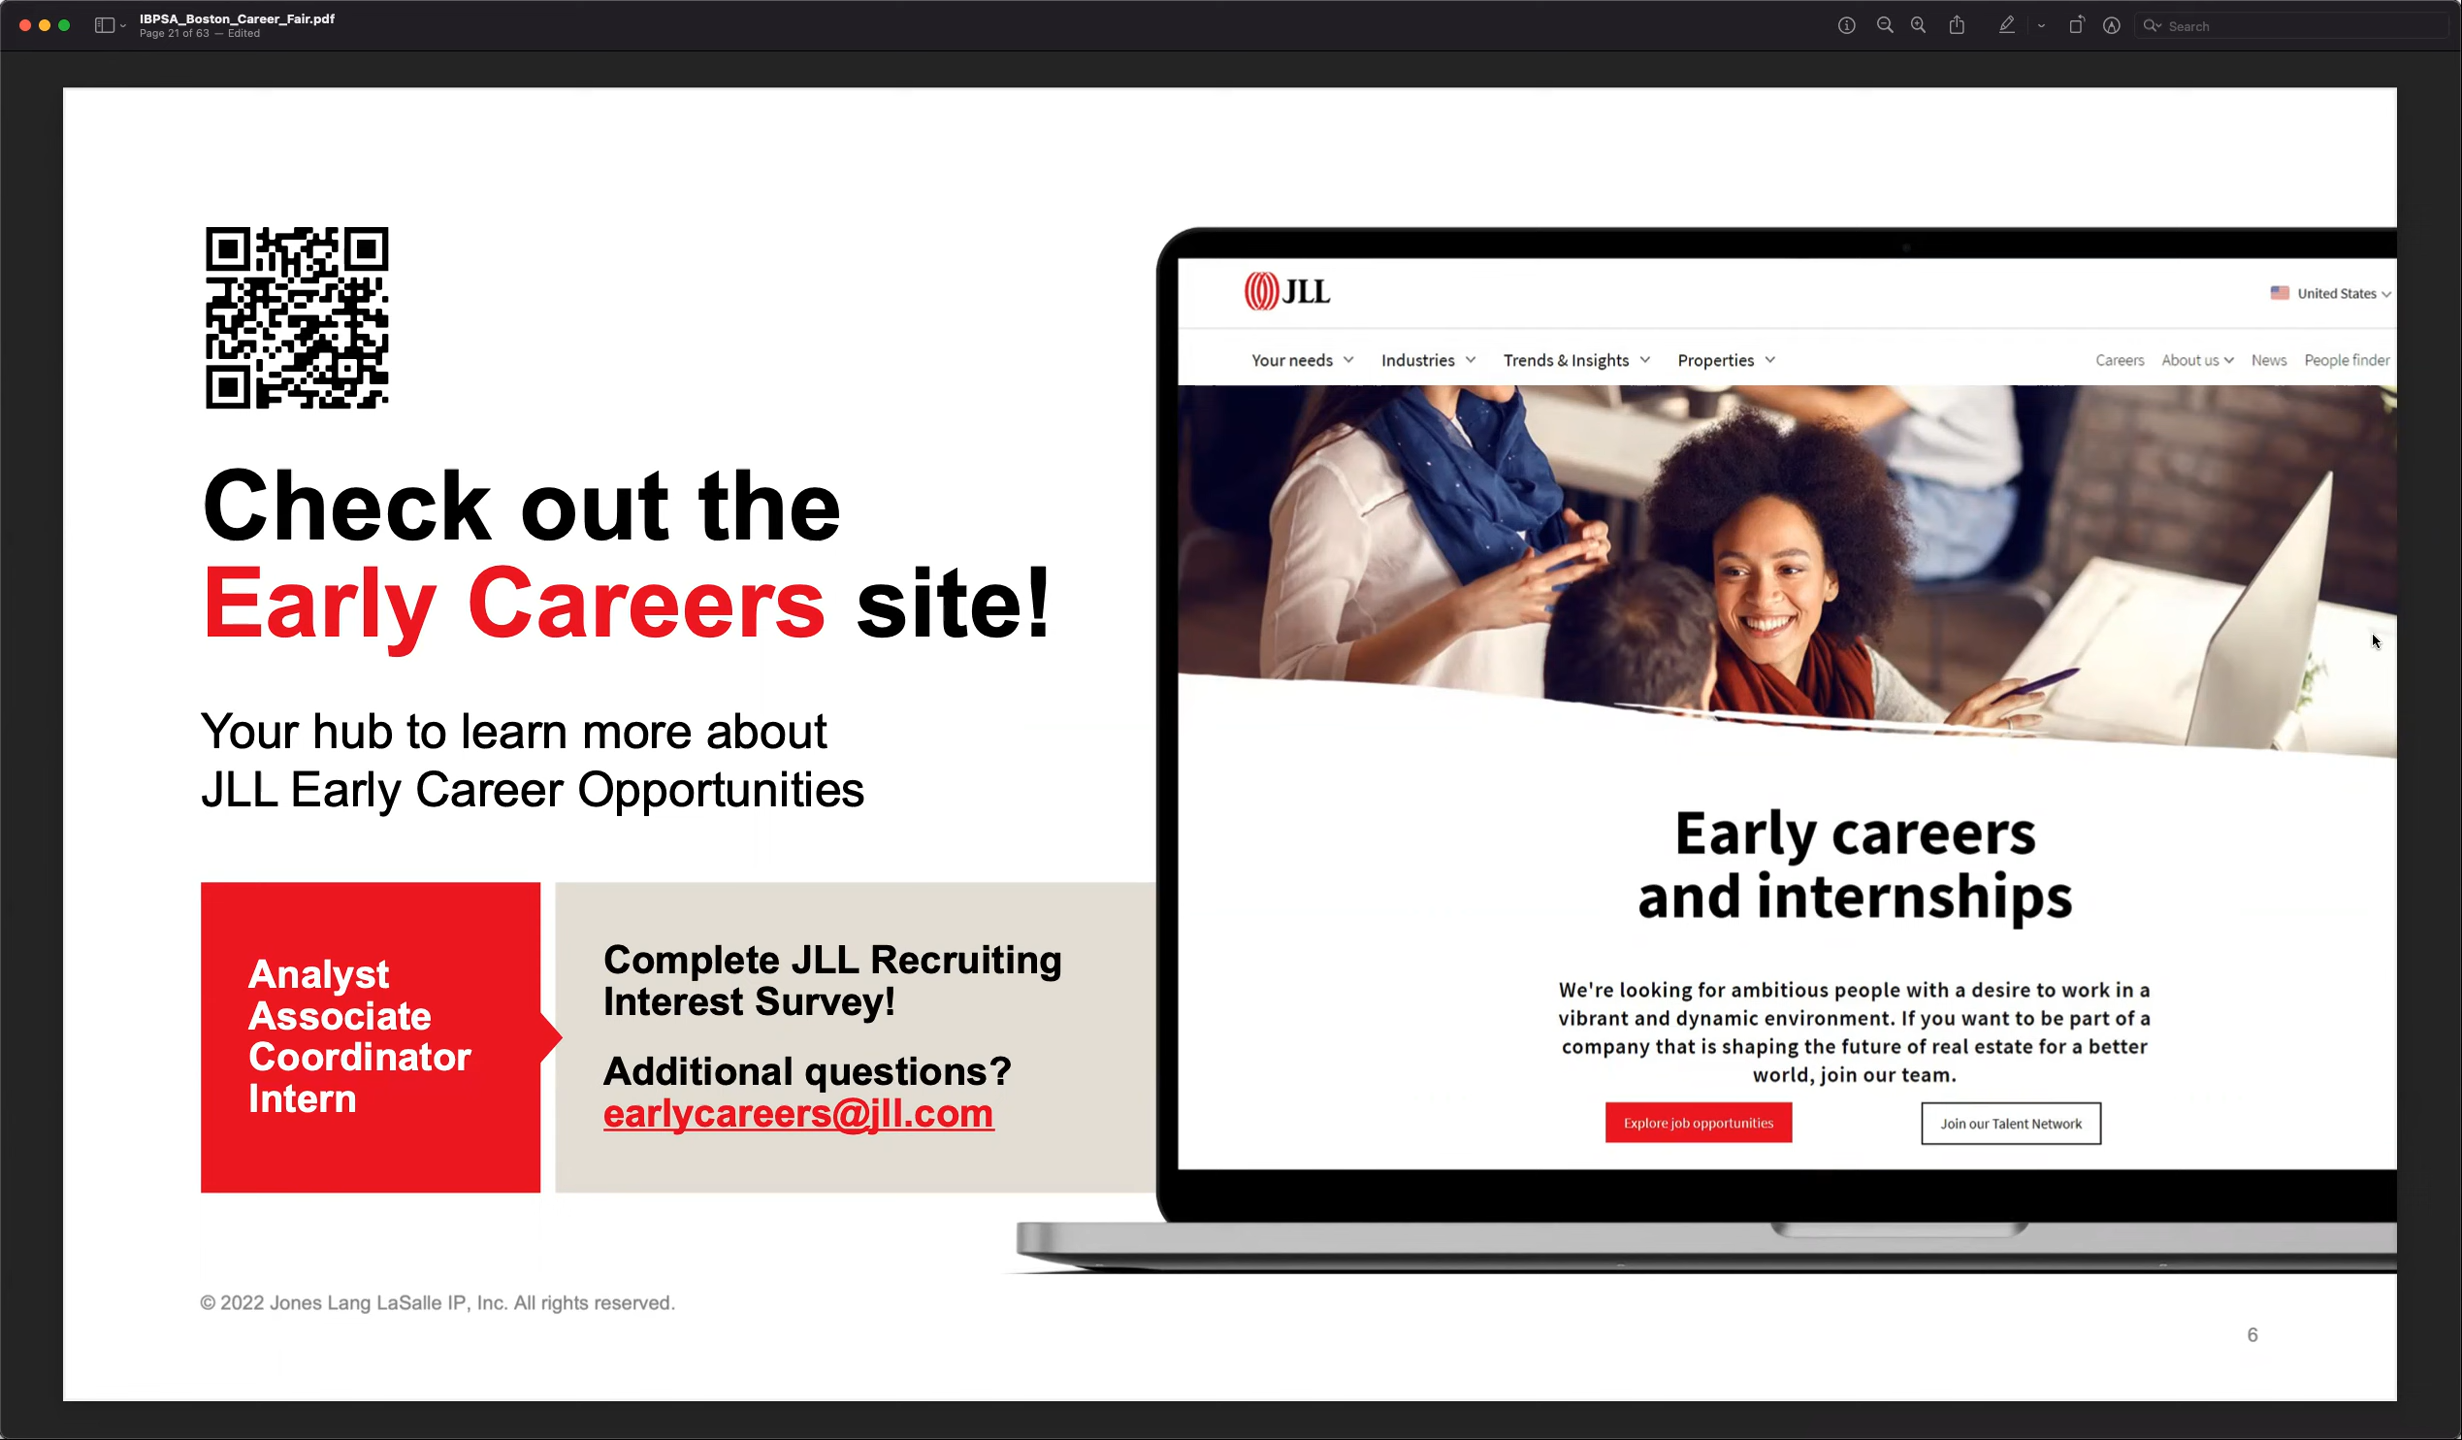 IBPSA_Boston_Career_Fair.pdf
Page 21 of 63 — Edited
Search
Check out the
Early Careers site!
Your hub to learn more about
JLL Early Career Opportunities
Analyst
Associate
Coordinator
Intern
Complete JLL Recruiting
Interest Survey!
Additional questions?
earlycareers@jll.com
JLL
United States
Your needs Industries Trends & Insights Properties Careers About us News People finder
Early careers
and internships
We're looking for ambitious people with a desire to work in a
vibrant and dynamic environment. If you want to be part of a
company that is shaping the future of real estate for a better
world, join our team.
Explore job opportunities Join our Talent Network
© 2022 Jones Lang LaSalle IP, Inc. All rights reserved.
6